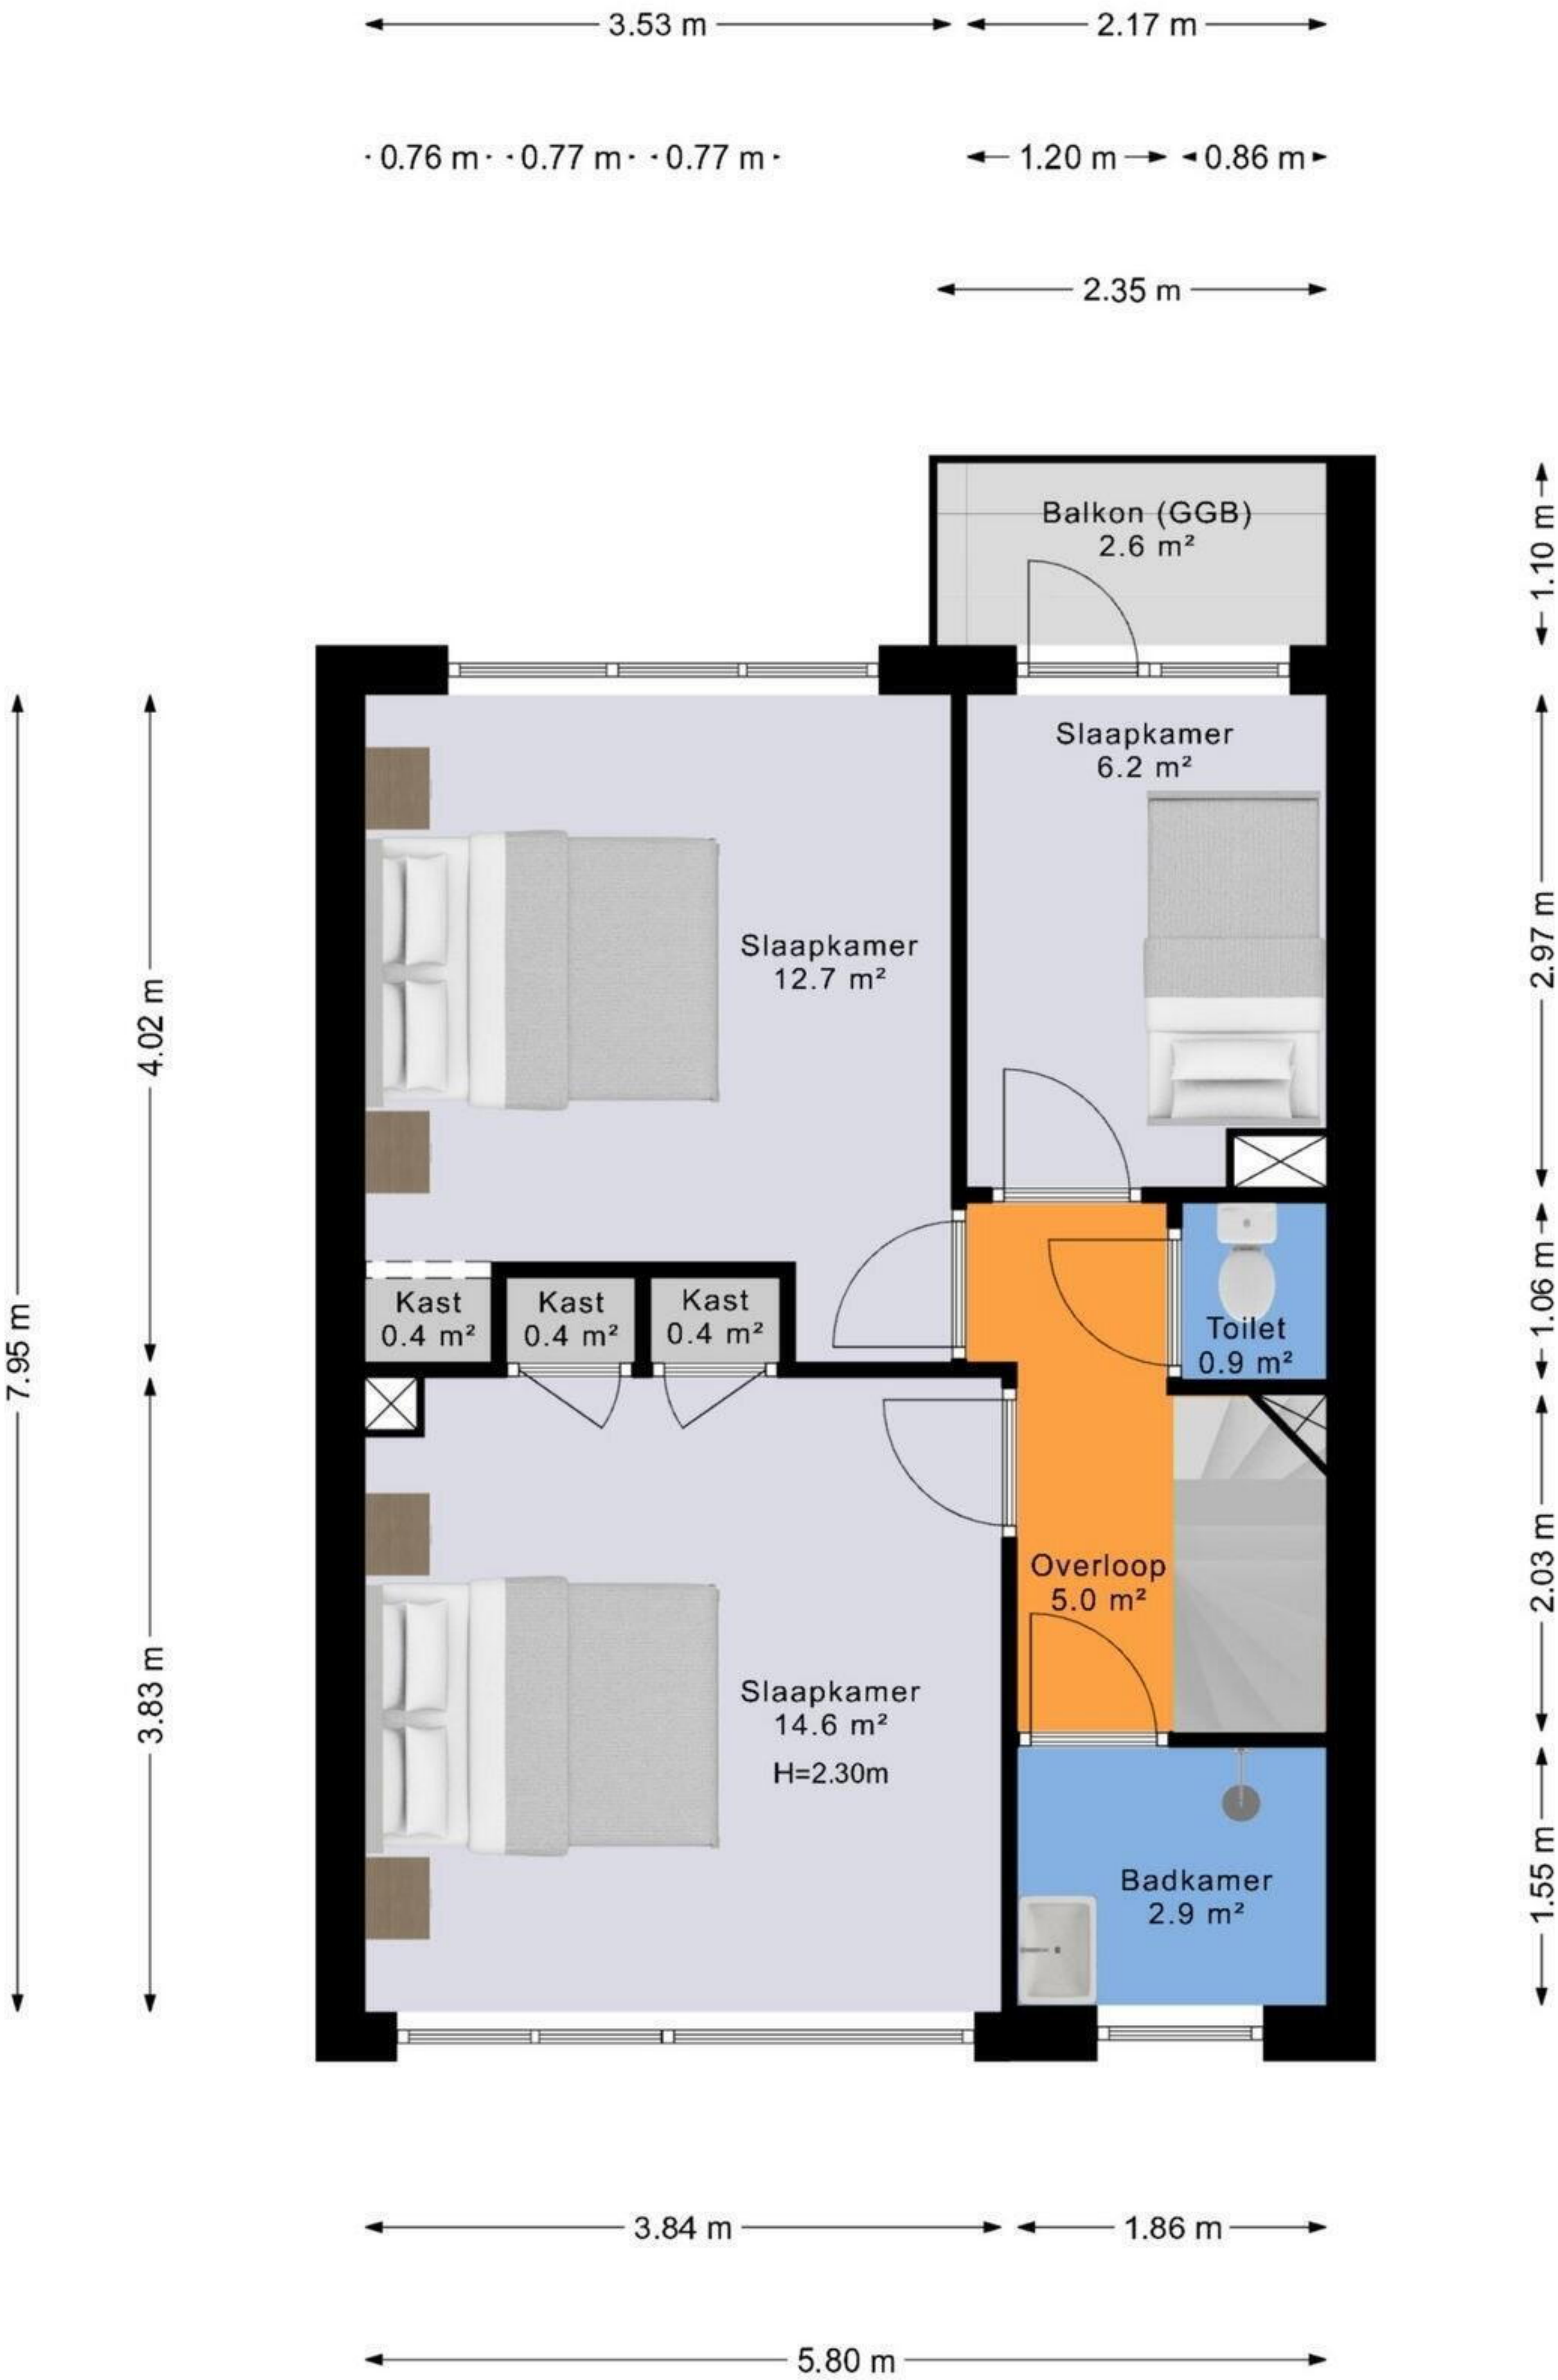 3.53 m
2.17 m
0.76 m
0.77 m
0.77 m
1.20 m
0.86 m
2.35 m
Balkon (GGB)
2.6 m²
1.10 m
Slaapkamer
6.2 m²
Slaapkamer
12.7 m²
2.97 m
4.02 m
7.95 m
Kast
0.4 m²
Kast
0.4 m²
Kast
0.4 m²
Toilet
0.9 m²
1.06 m
Overloop
5.0 m²
2.03 m
3.83 m
Slaapkamer
14.6 m²
H=2.30m
Badkamer
2.9 m²
1.55 m
3.84 m
1.86 m
5.80 m